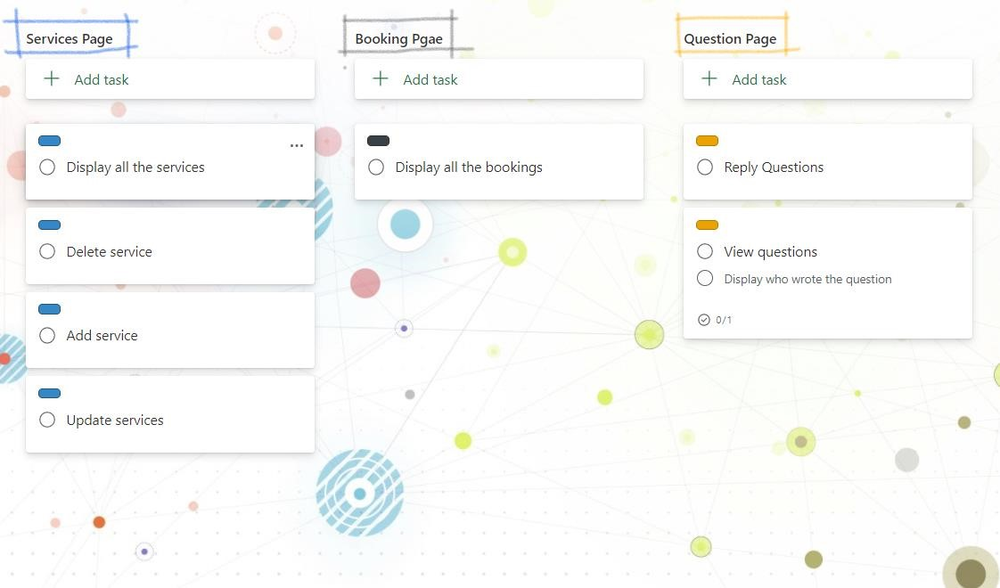 Services Page
Add task
Display all the services
Delete service
Add service
Update services
Booking Pgae
Add task
Display all the bookings
Question Page
Add task
Reply Questions
View questions
Display who wrote the question
0/1